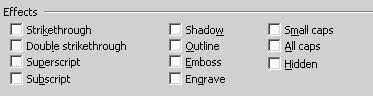 Effects
Strikethrough Shadow Small caps
Double strikethrough Outline All caps
Superscript Emboss Hidden
Subscript Engrave